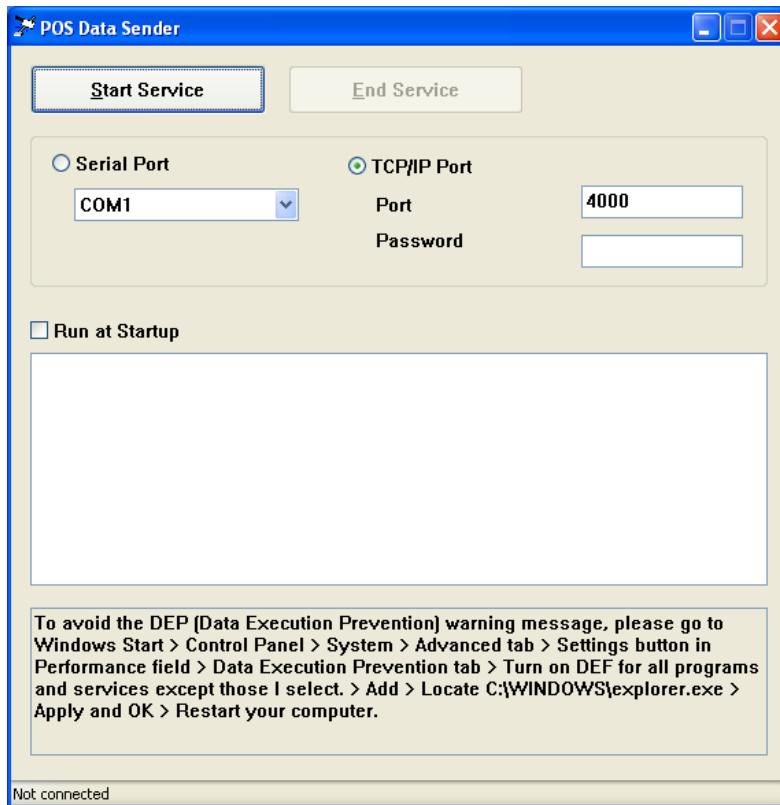 POS Data Sender
Start Service
End Service
Serial Port
TCP/IP Port
COM1
Port
4000
Password
Run at Startup
To avoid the DEP (Data Execution Prevention) warning message, please go to
Windows Start > Control Panel > System > Advanced tab > Settings button in
Performance field > Data Execution Prevention tab > Turn on DEF for all programs
and services except those I select. > Add > Locate C:\WINDOWS\explorer.exe >
Apply and OK > Restart your computer.
Not connected